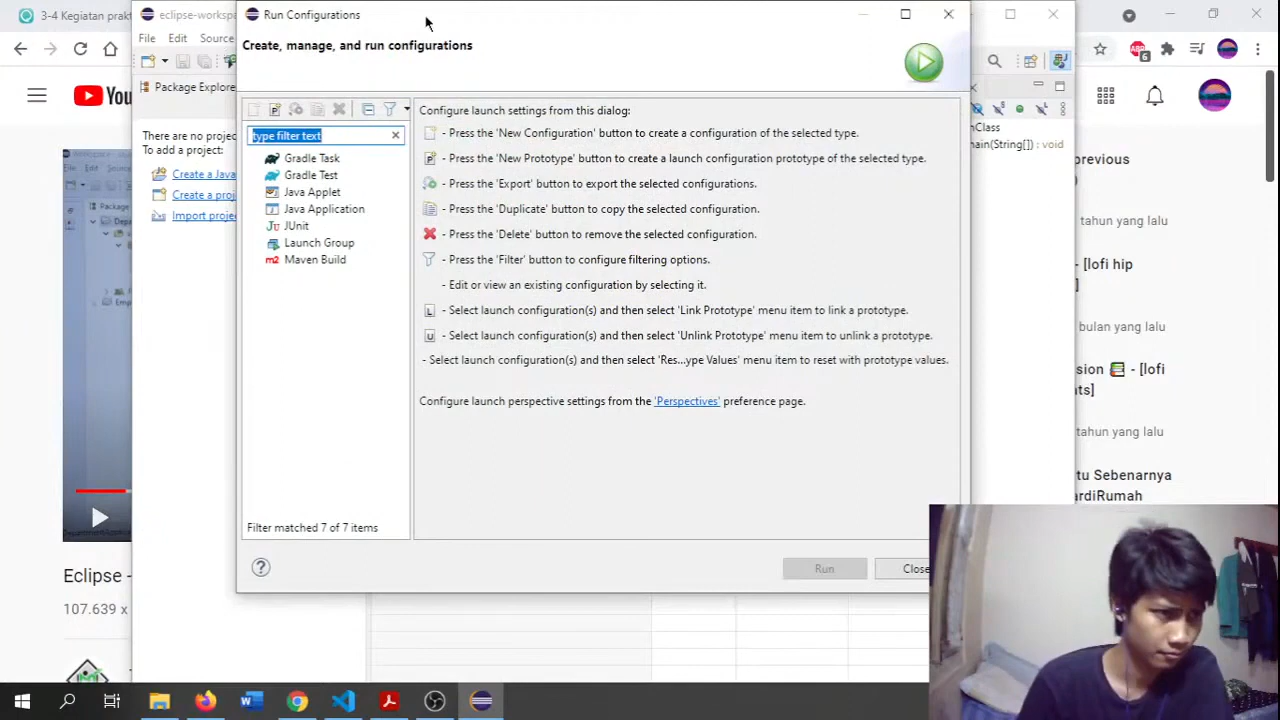 3-4 Kegiatan prakt
eclipse-workspa
Run Configurations
File Edit Source
Create, manage, and run configurations
6
You
Package Explore
There are no projec
To add a project:
Create a Java
Create a proj
Import projec
type filter text
Gradle Task
Gradle Test
Java Applet
Java Application
JUnit
Launch Group
Maven Build
Filter matched 7 of 7 items
Configure launch settings from this dialog:
- Press the 'New Configuration' button to create a configuration of the selected type.
- Press the 'New Prototype' button to create a launch configuration prototype of the selected type.
- Press the 'Export' button to export the selected configurations.
- Press the 'Duplicate' button to copy the selected configuration.
- Press the 'Delete' button to remove the selected configuration.
- Press the 'Filter' button to configure filtering options.
- Edit or view an existing configuration by selecting it.
- Select launch configuration(s) and then select 'Link Prototype' menu item to link a prototype.
- Select launch configuration(s) and then select 'Unlink Prototype' menu item to unlink a prototype.
- Select launch configuration(s) and then select 'Res...ype Values' menu item to reset with prototype values.
Configure launch perspective settings from the 'Perspectives' preference page.
Run
Close
nClass
nain(String[]) : void
previous
tahun yang lalu
- [lofi hip
]
bulan yang lalu
sion 📚 - [lofi
ts]
tahun yang lalu
tu Sebenarnya
ardiRumah
Eclipse -
107.639 x